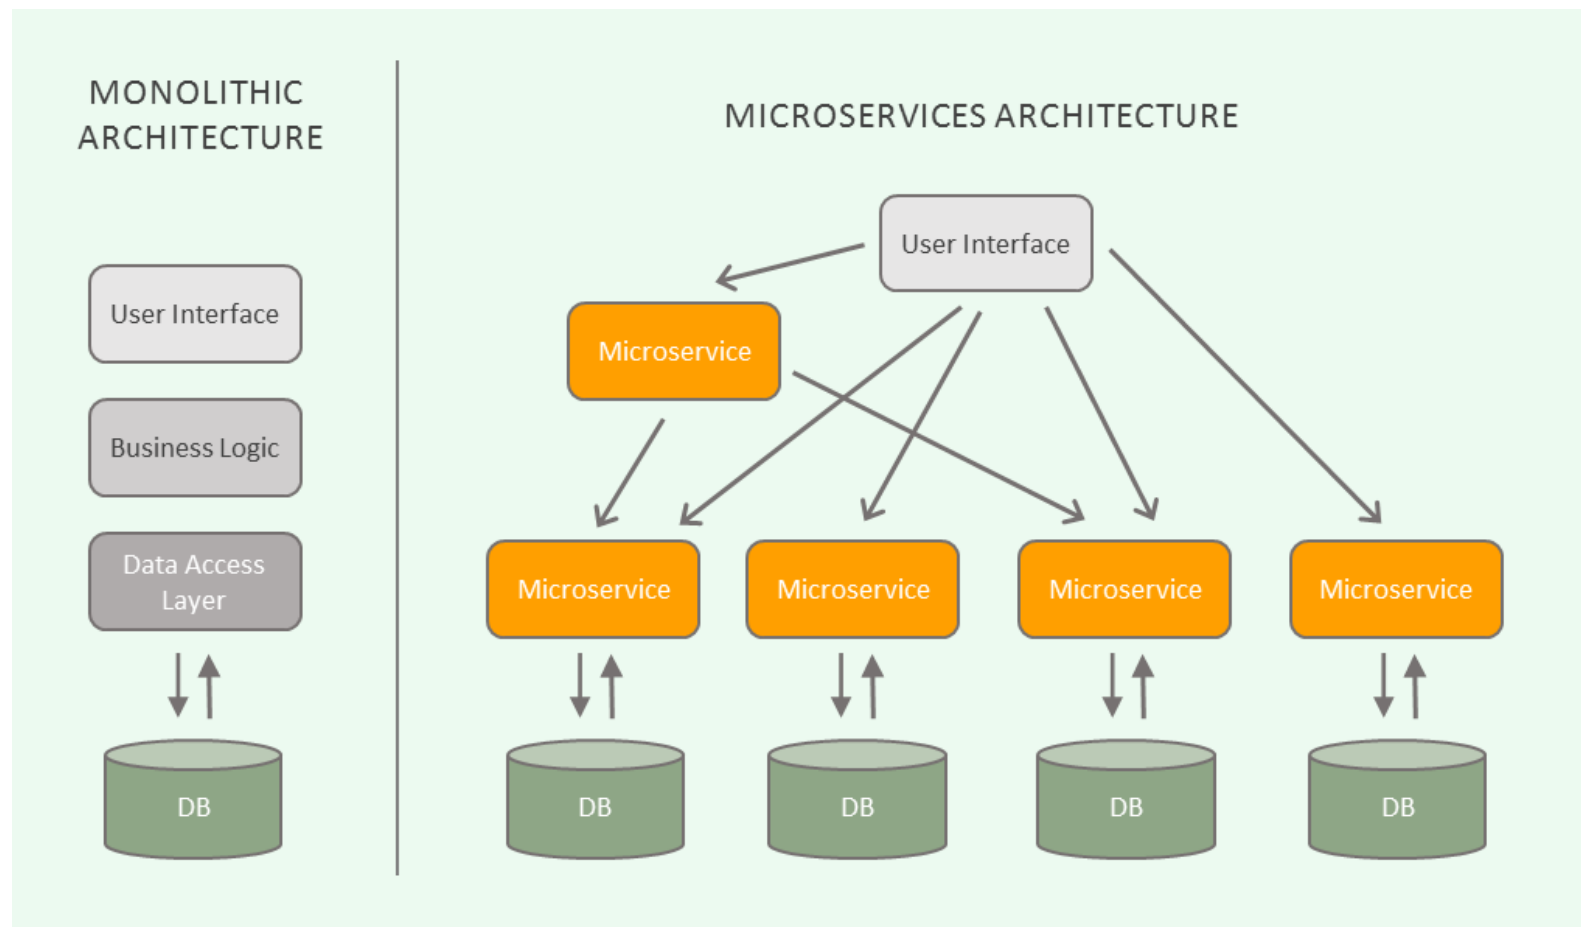 MONOLITHIC
ARCHITECTURE
User Interface
Business Logic
Data Access
Layer
DB
MICROSERVICES ARCHITECTURE
User Interface
Microservice
Microservice
Microservice
Microservice
Microservice
DB
DB
DB
DB